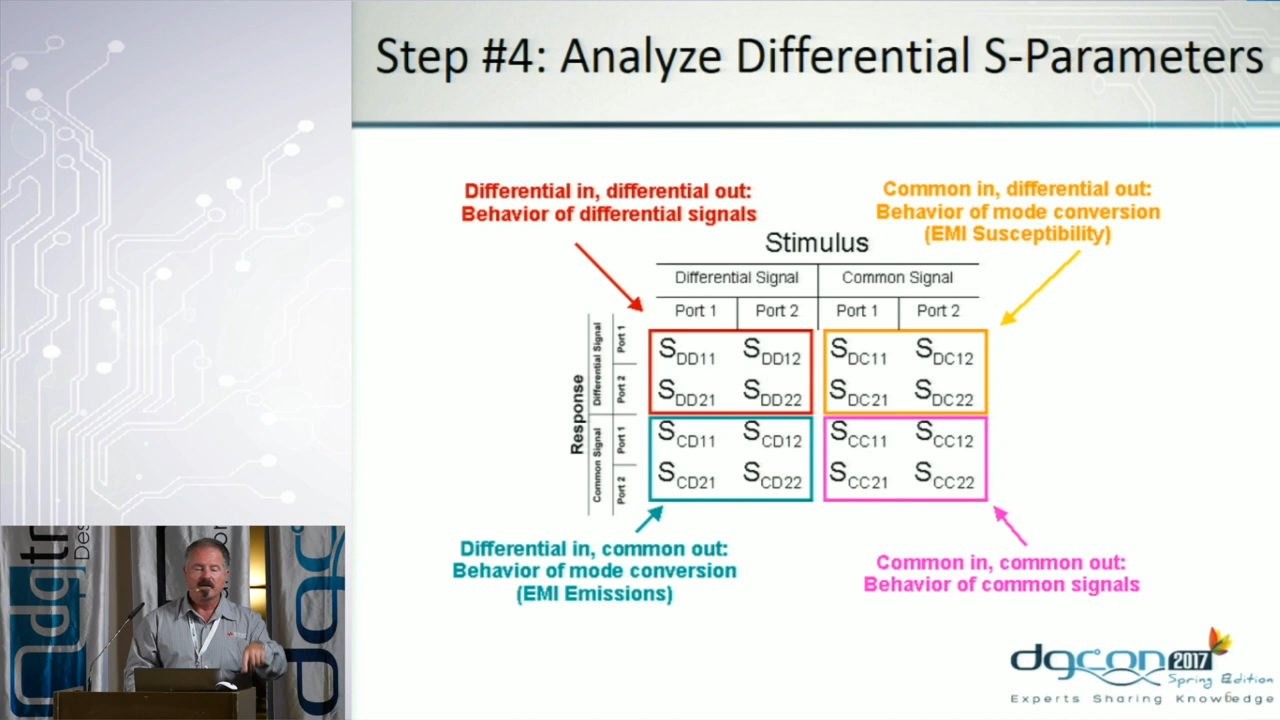 Step #4: Analyze Differential S-Parameters
Differential in, differential out:
Behavior of differential signals
Common in, differential out:
Behavior of mode conversion
(EMI Susceptibility)
Stimulus
Differential Signal Common Signal
Port 1 Port 2 Port 1 Port 2
Response
Differential Signal
Common Signal
Port 1
Port 2
Port 1
Port 2
SDD11 SDD12 SDC11 SDC12
SDD21 SDD22 SDC21 SDC22
SCD11 SCD12 SCC11 SCC12
SCD21 SCD22 SCC21 SCC22
Differential in, common out:
Behavior of mode conversion
(EMI Emissions)
Common in, common out:
Behavior of common signals
dgcon 2017
Spring Edition
Experts Sharing Knowledge
6